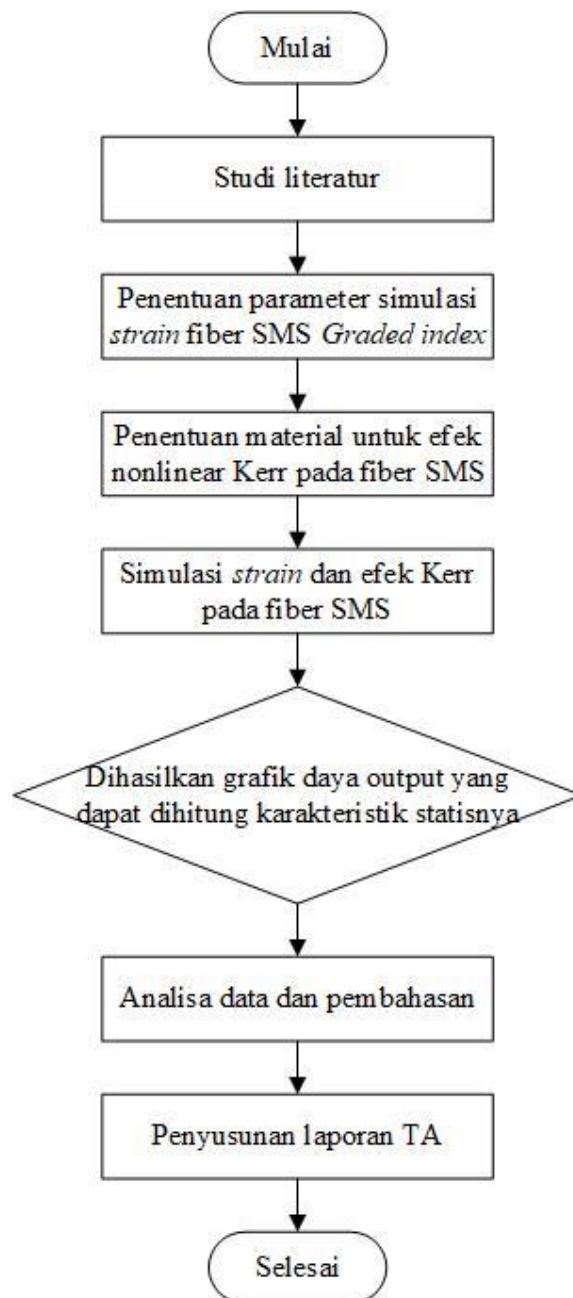 Mulai
Studi literatur
Penentuan parameter simulasi
strain fiber SMS Graded index
Penentuan material untuk efek
nonlinear Kerr pada fiber SMS
Simulasi strain dan efek Kerr
pada fiber SMS
Dihasilkan grafik daya output yang
dapat dihitung karakteristik statisnya
Analisa data dan pembahasan
Penyusunan laporan TA
Selesai